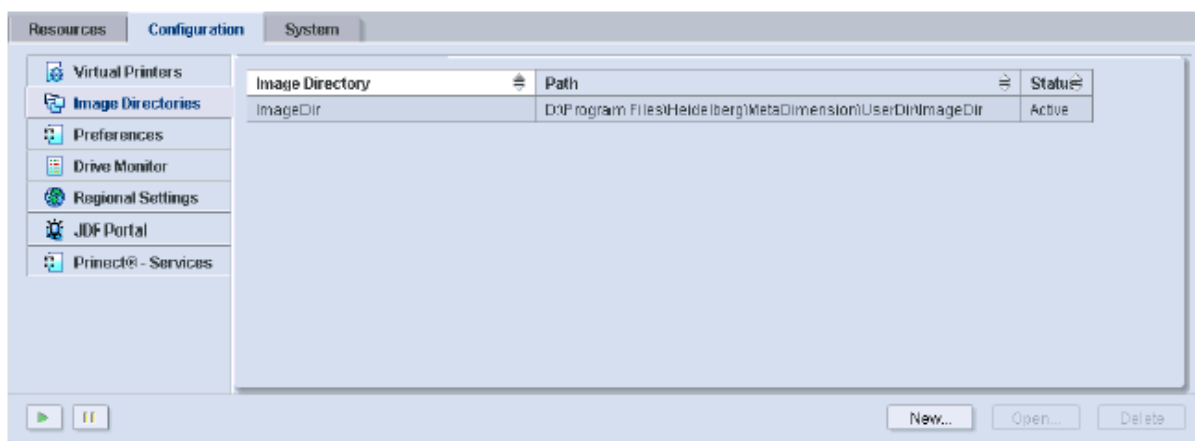 Resources Configuration System
Virtual Printers
Image Directories
Preferences
Drive Monitor
Regional Settings
JDF Portal
Prinect® - Services
Image Directory Path Status
ImageDir D:\Program Files\Heidelberg\MetaDimension\UserDir\ImageDir Active
New... Open... Delete